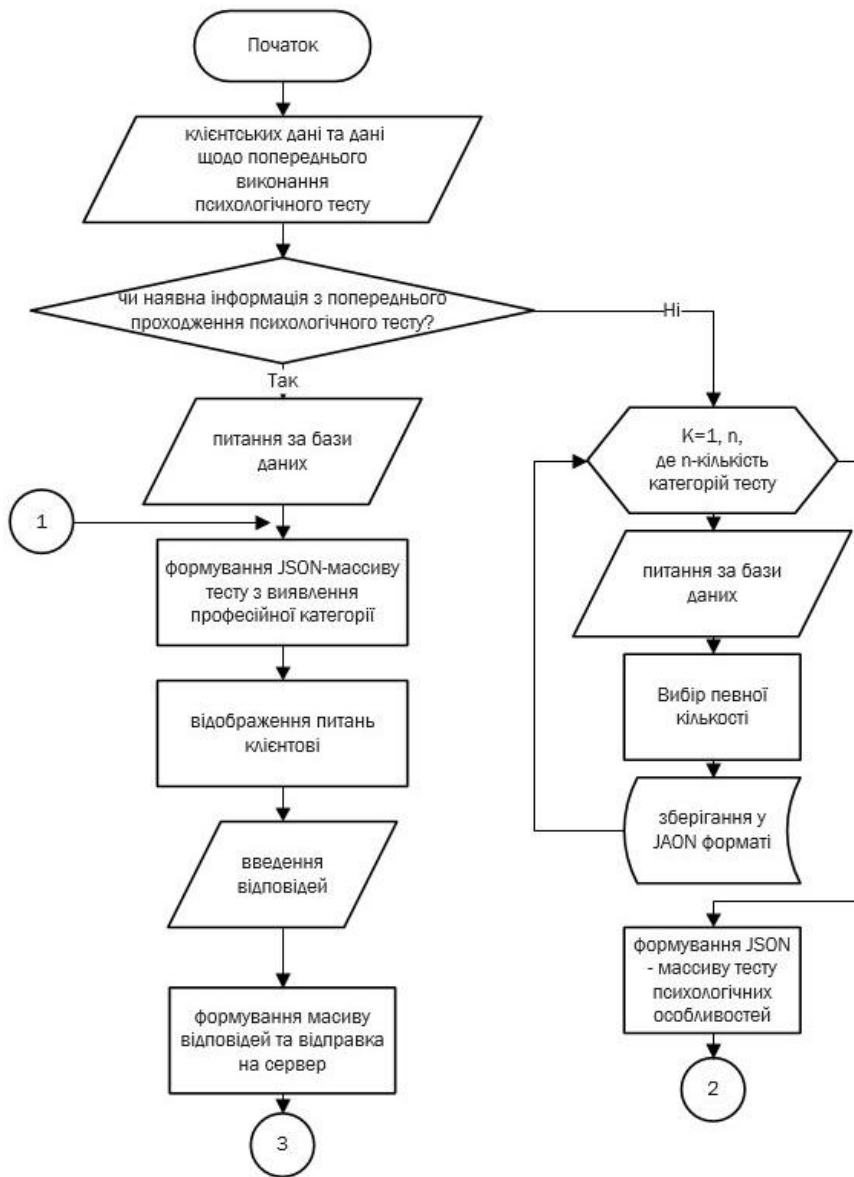 Початок
клієнтських дані та дані
щодо попереднього
виконання
психологічного тесту
чи наявна інформація з попереднього
проходження психологічного тесту?
Ні
Так
питання за бази
даних
1
формування JSON-массиву
тесту з виявлення
професійної категорії
відображення питань
клієнтові
введення
відповідей
формування масиву
відповідей та відправка
на сервер
3
K=1, n,
де n-кількість
категорій тесту
питання за бази
даних
Вибір певної
кількості
зберігання у
JAON форматі
формування JSON
- массиву тесту
психологічних
особливостей
2